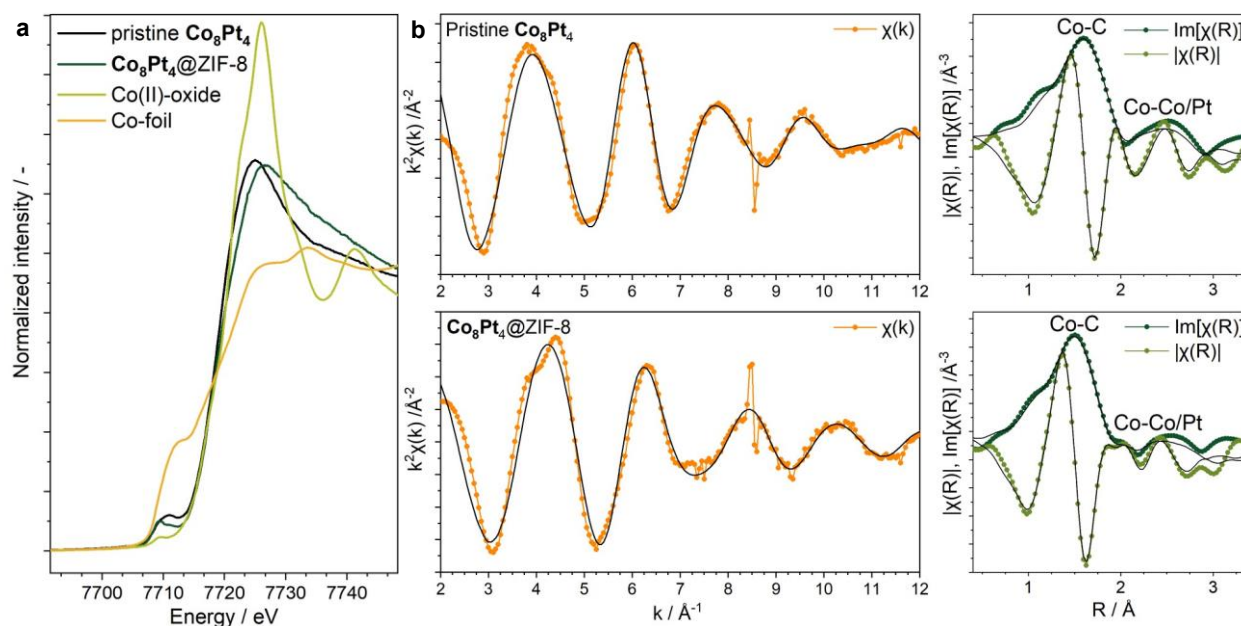 a
pristine Co₈Pt₄
Co₈Pt₄@ZIF-8
Co(II)-oxide
Co-foil
Normalized intensity / -
7700 7710 7720 7730 7740
Energy / eV
b
Pristine Co₈Pt₄
χ(k)
k²χ(k) /Å⁻²
2 3 4 5 6 7 8 9 10 11 12
Co-C
Im[χ(R)]
|χ(R)|
Co-Co/Pt
|χ(R)|, Im[χ(R)] /Å⁻³
1 2 3
Co₈Pt₄@ZIF-8
χ(k)
k²χ(k) /Å⁻²
2 3 4 5 6 7 8 9 10 11 12
k / Å⁻¹
Co-C
Im[χ(R)]
|χ(R)|
Co-Co/Pt
|χ(R)|, Im[χ(R)] /Å⁻³
1 2 3
R / Å